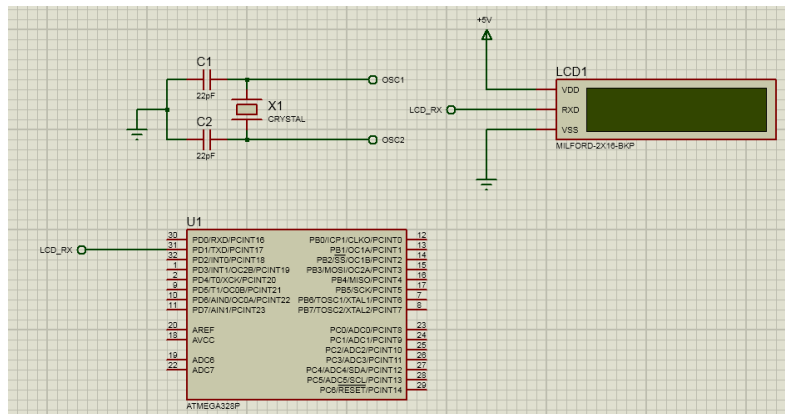 +5V
C1
22pF
OSC1
X1
CRYSTAL
C2
22pF
OSC2
LCD1
VDD
LCD_RX
RXD
VSS
MILFORD-2X16-BKP
U1
30 PD0/RXD/PCINT16 PB0/ICP1/CLKO/PCINT0 12
LCD_RX 31 PD1/TXD/PCINT17 PB1/OC1A/PCINT1 13
32 PD2/INT0/PCINT18 PB2/SS/OC1B/PCINT2 14
1 PD3/INT1/OC2B/PCINT19 PB3/MOSI/OC2A/PCINT3 15
2 PD4/T0/XCK/PCINT20 PB4/MISO/PCINT4 16
9 PD5/T1/OC0B/PCINT21 PB5/SCK/PCINT5 17
10 PD6/AIN0/OC0A/PCINT22 PB6/TOSC1/XTAL1/PCINT6 7
11 PD7/AIN1/PCINT23 PB7/TOSC2/XTAL2/PCINT7 8
20 AREF PC0/ADC0/PCINT8 23
18 AVCC PC1/ADC1/PCINT9 24
PC2/ADC2/PCINT10 25
19 ADC6 PC3/ADC3/PCINT11 26
22 ADC7 PC4/ADC4/SDA/PCINT12 27
PC5/ADC5/SCL/PCINT13 28
PC6/RESET/PCINT14 29
ATMEGA328P